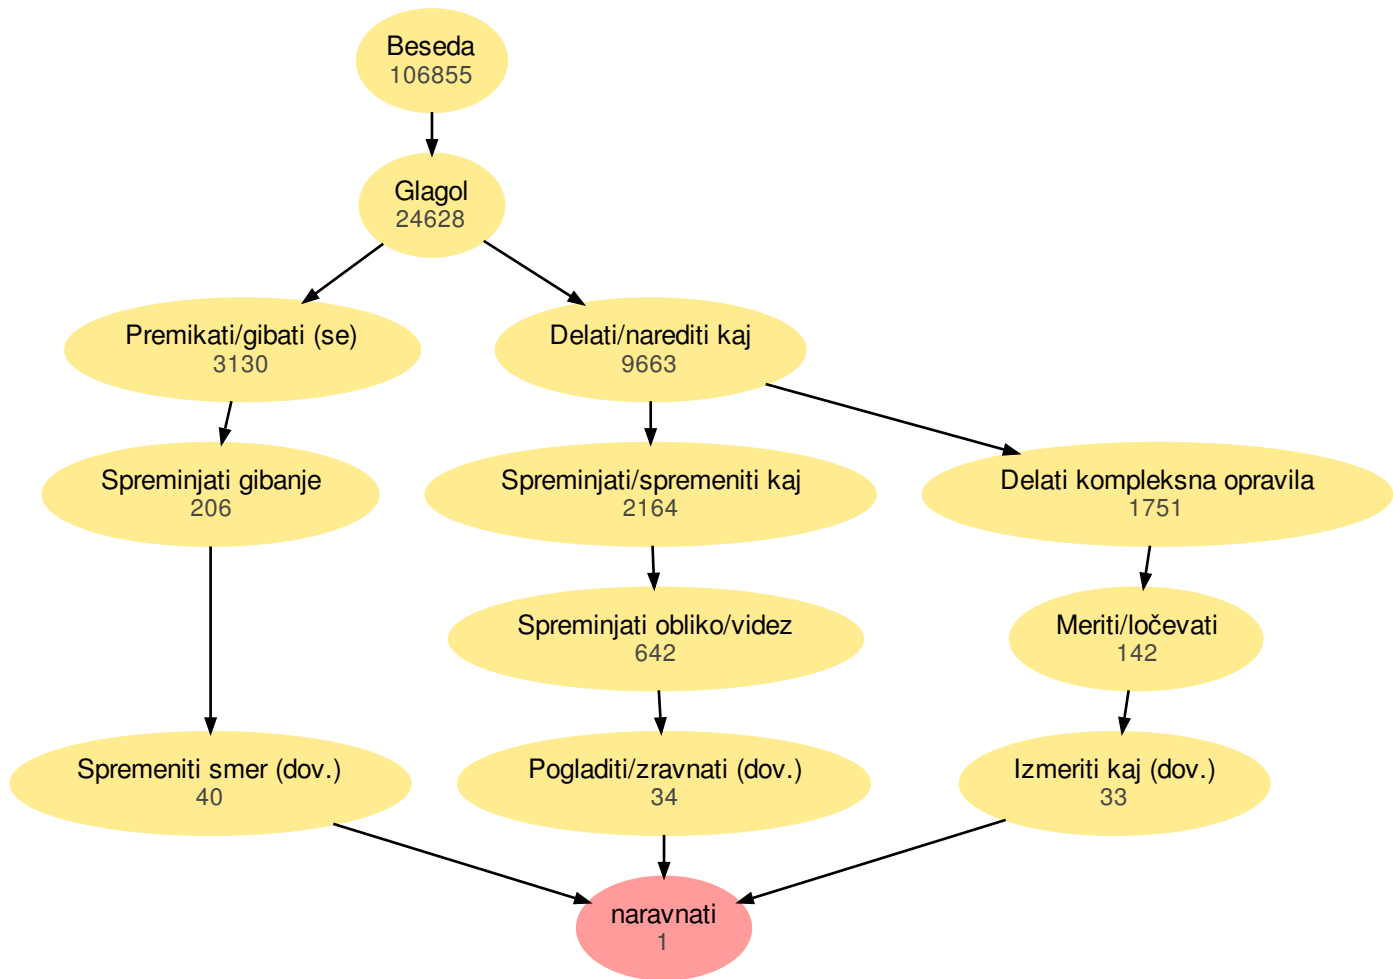 Beseda
106855
Glagol
24628
Premikati/gibati (se)
3130
Delati/narediti kaj
9663
Spreminjati gibanje
206
Spreminjati/spremeniti kaj
2164
Delati kompleksna opravila
1751
Spreminjati obliko/videz
642
Meriti/ločevati
142
Spremeniti smer (dov.)
40
Pogladiti/zravnati (dov.)
34
Izmeriti kaj (dov.)
33
naravnati
1